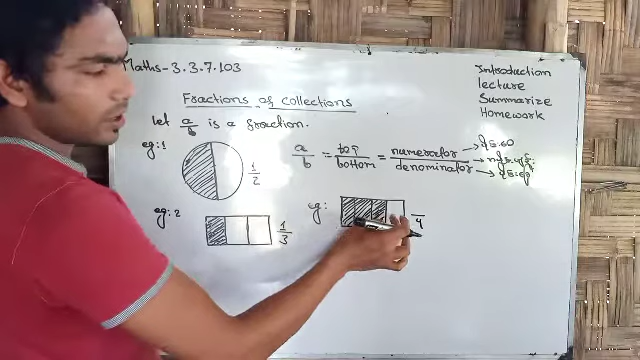 Maths-3.3.7.103
Fractions of collections
Let a/b is a fraction.
Introduction
lecture
Summarize
Homework
eg:1
1/2
a/b = top/bottom = numerator/denominator
eg:2
1/3
eg:
/4